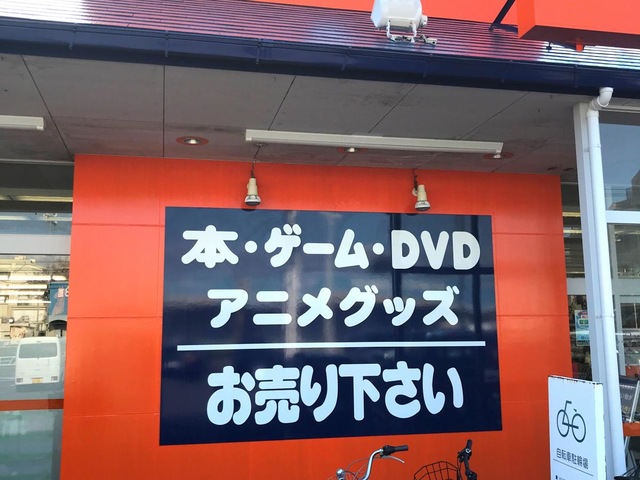 本・ゲーム・DVD
アニメグッズ
お売り下さい
自転車駐輪場